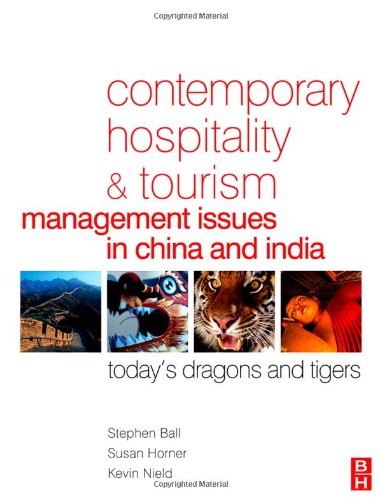 Copyrighted Material
contemporary
hospitality
& tourism
management issues
in china and india
today's dragons and tigers
Stephen Ball
Susan Horner
Kevin Nield
B
H
Copyrighted Material